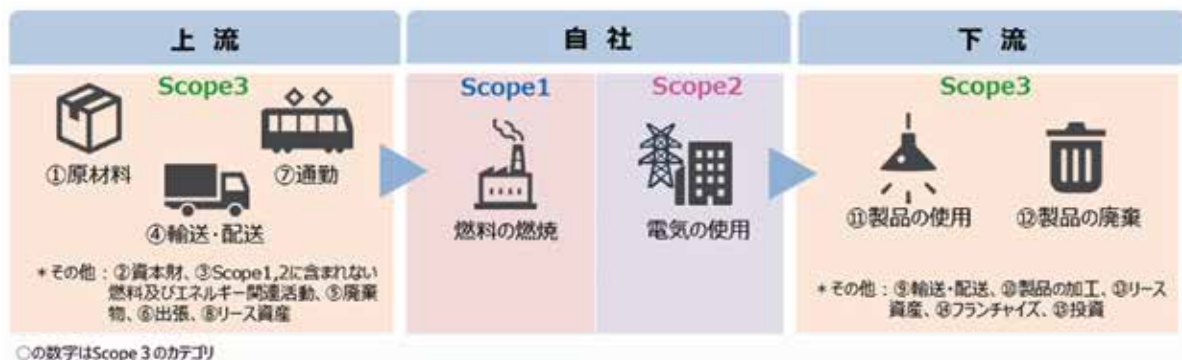 上流
自社
下流
Scope3
Scope1
Scope2
Scope3
①原材料
⑦通勤
④輸送・配送
燃料の燃焼
電気の使用
⑪製品の使用
⑫製品の廃棄
*その他:②資本財、③Scope1,2に含まれない
燃料及びエネルギー関連活動、⑤廃棄
物、⑥出張、⑧リース資産
*その他:⑨輸送・配送、⑩製品の加工、⑬リース
資産、⑭フランチャイズ、⑮投資
○の数字はScope 3のカテゴリ